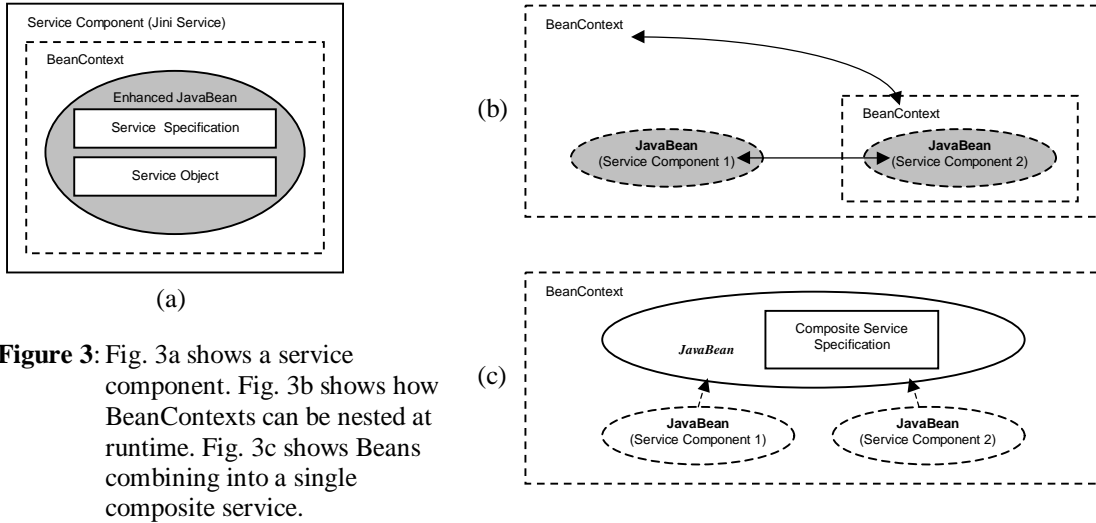 Service Component (Jini Service)
BeanContext
Enhanced JavaBean
Service Specification
Service Object
(a)
Figure 3: Fig. 3a shows a service
component. Fig. 3b shows how
BeanContexts can be nested at
runtime. Fig. 3c shows Beans
combining into a single
composite service.
(b)
BeanContext
BeanContext
JavaBean
(Service Component 1)
JavaBean
(Service Component 2)
(c)
BeanContext
Composite Service
Specification
JavaBean
JavaBean
(Service Component 1)
JavaBean
(Service Component 2)